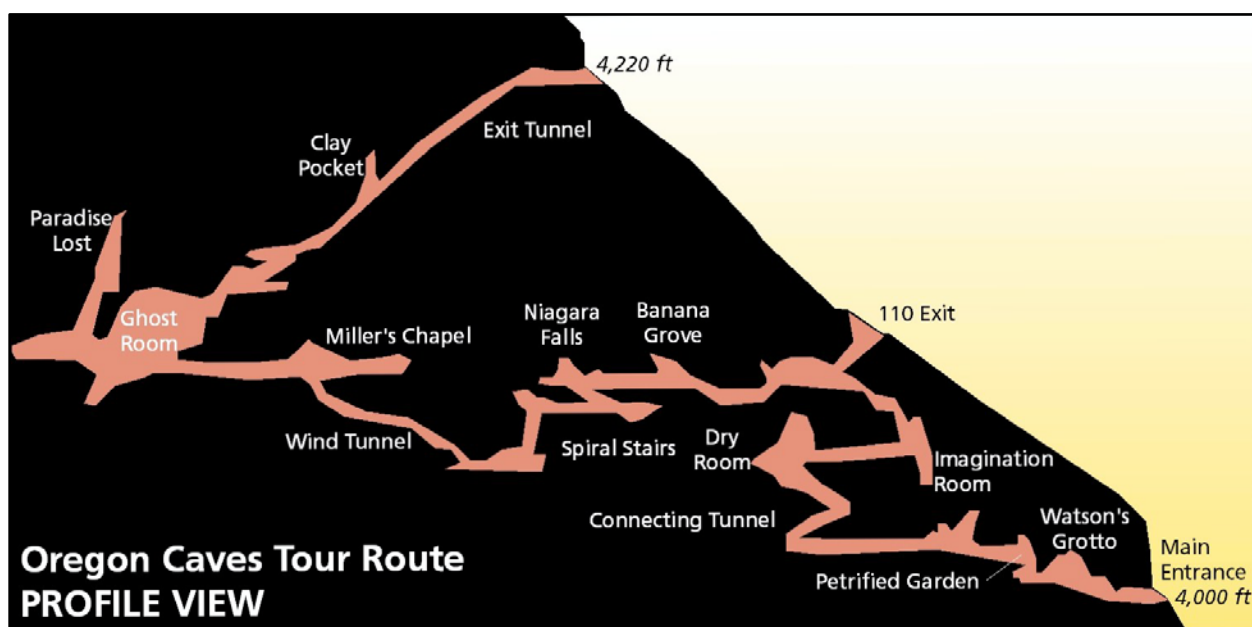 4,220 ft
Exit Tunnel
Clay
Pocket
Paradise
Lost
Ghost
Room
Miller's Chapel
Niagara
Falls
Banana
Grove
110 Exit
Wind Tunnel
Spiral Stairs
Dry
Room
Imagination
Room
Connecting Tunnel
Watson's
Grotto
Petrified Garden
Main
Entrance
4,000 ft
Oregon Caves Tour Route
PROFILE VIEW